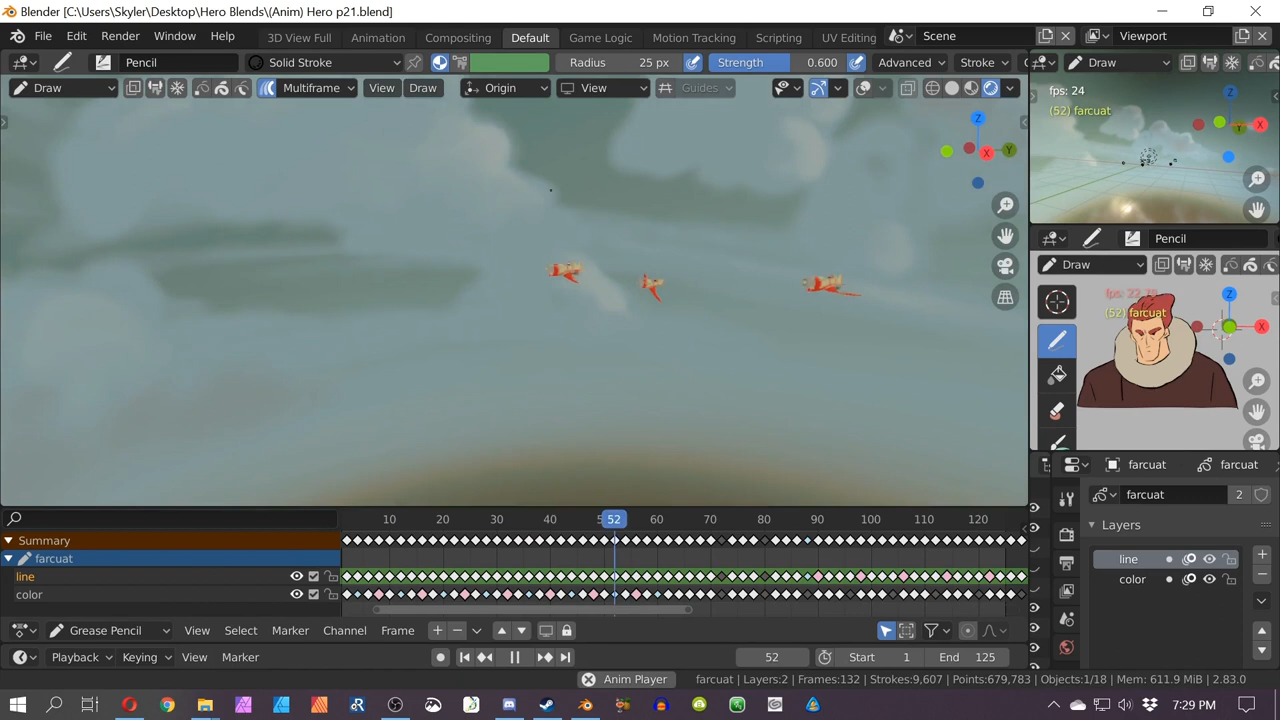 Blender [C:\Users\Skyler\Desktop\Hero Blends\(Anim) Hero p21.blend]
File Edit Render Window Help 3D View Full Animation Compositing Default Game Logic Motion Tracking Scripting UV Editing Scene Viewport
Pencil Solid Stroke Radius 25 px Strength 0.600 Advanced Stroke
Draw
Draw Multiframe View Draw Origin View Guides
fps: 24
(52) farcuat
Z
X
Y
Z
X
Y
Pencil
Draw
(52) farcuat
Z
X
farcuat farcuat
farcuat 2
Layers
line
color
10 20 30 40 52 60 70 80 90 100 110 120
Summary
farcuat
line
color
Grease Pencil View Select Marker Channel Frame
Playback Keying View Marker 52 Start 1 End 125
Anim Player farcuat | Layers:2 | Frames:132 | Strokes:9,607 | Points:679,783 | Objects:1/18 | Mem: 611.9 MiB | 2.83.0
7:29 PM